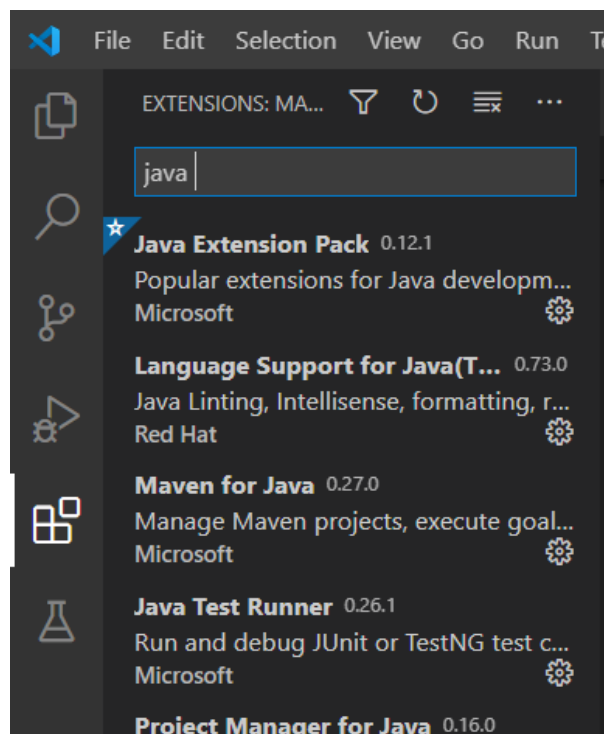 File Edit Selection View Go Run
EXTENSIONS: MA...
java
Java Extension Pack 0.12.1
Popular extensions for Java developm...
Microsoft
Language Support for Java(T... 0.73.0
Java Linting, Intellisense, formatting, r...
Red Hat
Maven for Java 0.27.0
Manage Maven projects, execute goal...
Microsoft
Java Test Runner 0.26.1
Run and debug JUnit or TestNG test c...
Microsoft
Project Manager for Java 0.16.0